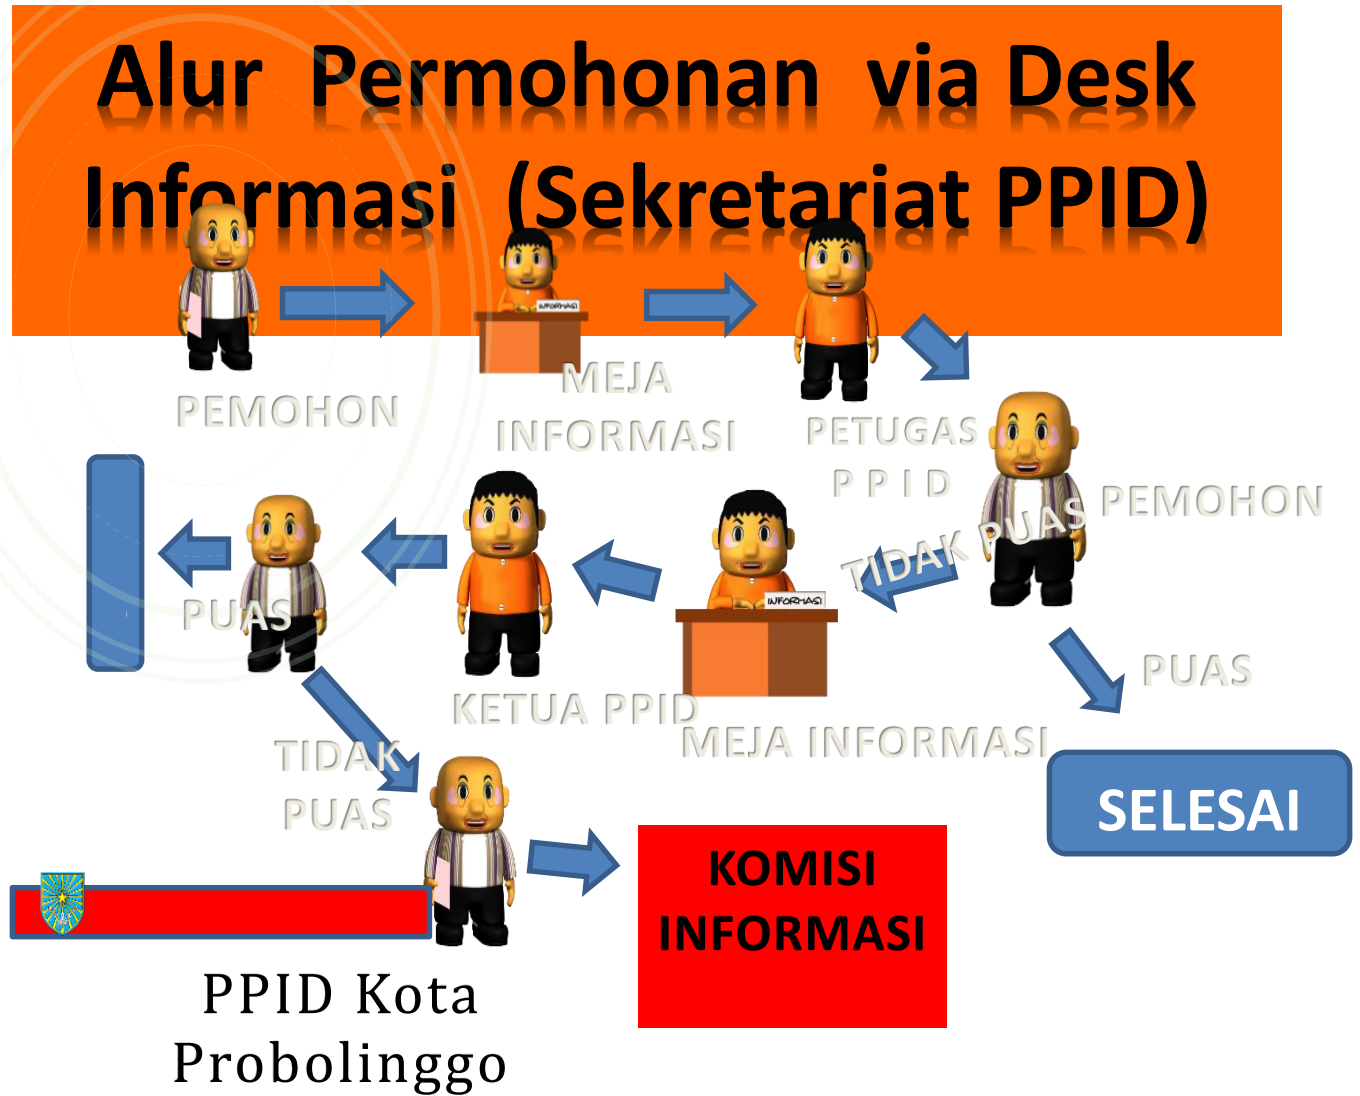 Alur Permohonan via Desk
Informasi (Sekretariat PPID)
INFORMASI
PEMOHON
MEJA
INFORMASI
PETUGAS
P P I D
PEMOHON
TIDAK PUAS
INFORMASI
PUAS
PUAS
KETUA PPID
MEJA INFORMASI
TIDAK
PUAS
SELESAI
KOMISI
INFORMASI
PPID Kota
Probolinggo